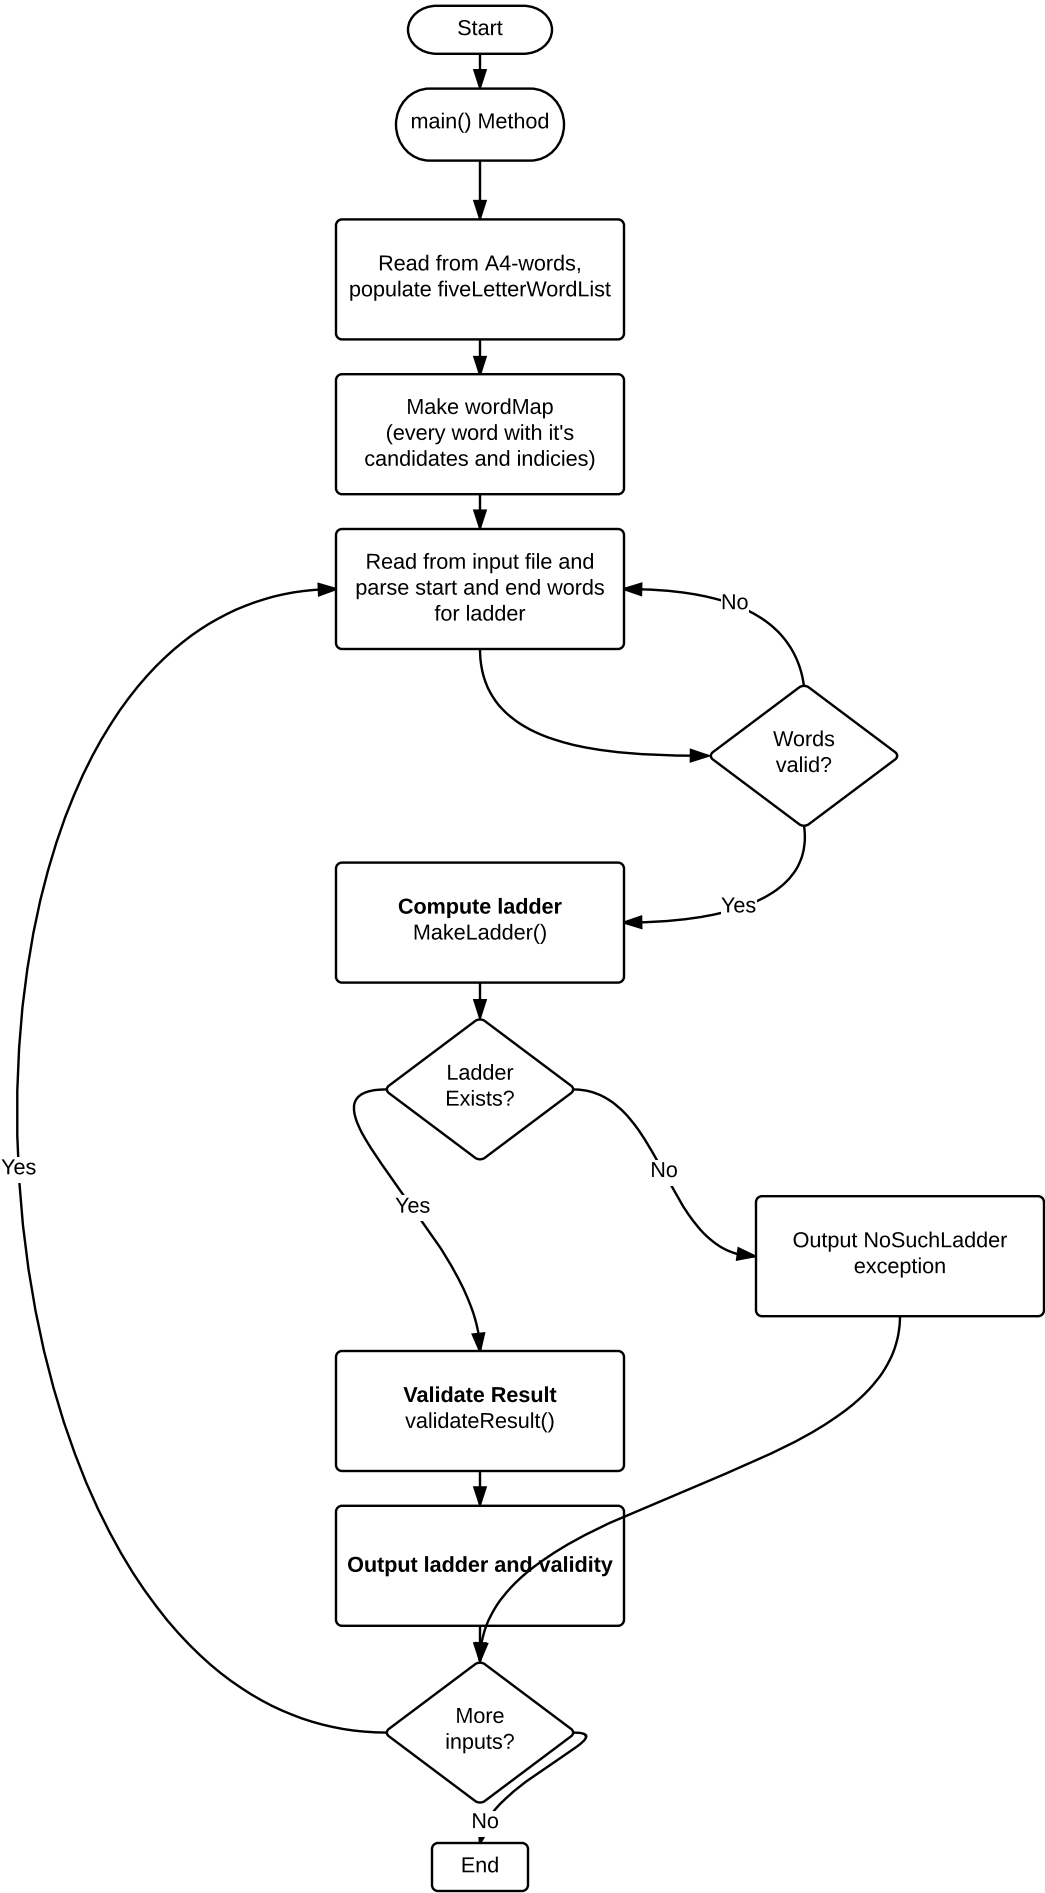 Start
main() Method
Read from A4-words,
populate fiveLetterWordList
Make wordMap
(every word with it's
candidates and indicies)
Read from input file and
parse start and end words
for ladder
No
Words
valid?
Yes
Compute ladder
MakeLadder()
Ladder
Exists?
Yes
No
Yes
Output NoSuchLadder
exception
Validate Result
validateResult()
Output ladder and validity
More
inputs?
No
End